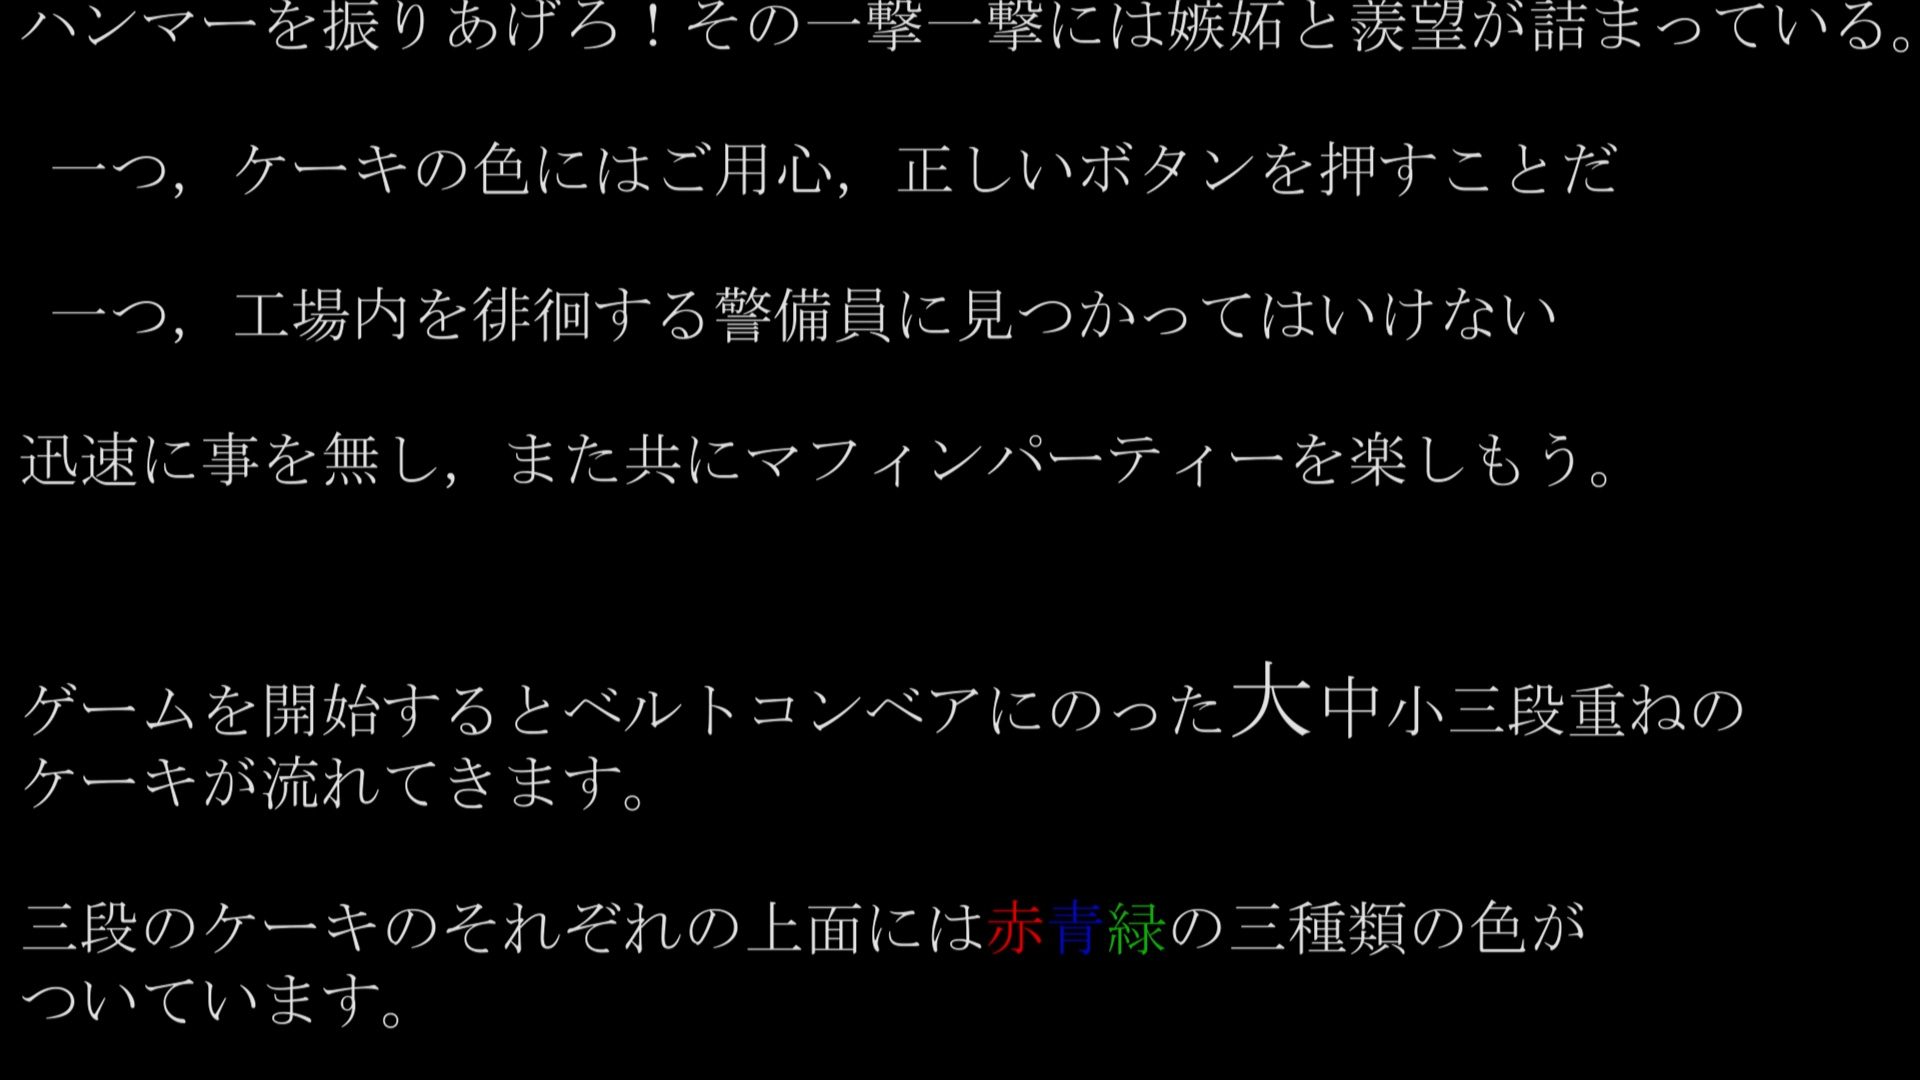 ハンマーを振りあげろ！その一撃一撃には嫉妬と羨望が詰まっている。
一つ，ケーキの色にはご用心，正しいボタンを押すことだ
一つ，工場内を徘徊する警備員に見つかってはいけない
迅速に事を無し，また共にマフィンパーティーを楽しもう。
ゲームを開始するとベルトコンベアにのった大中小三段重ねの
ケーキが流れてきます。
三段のケーキのそれぞれの上面には赤青緑の三種類の色が
ついています。